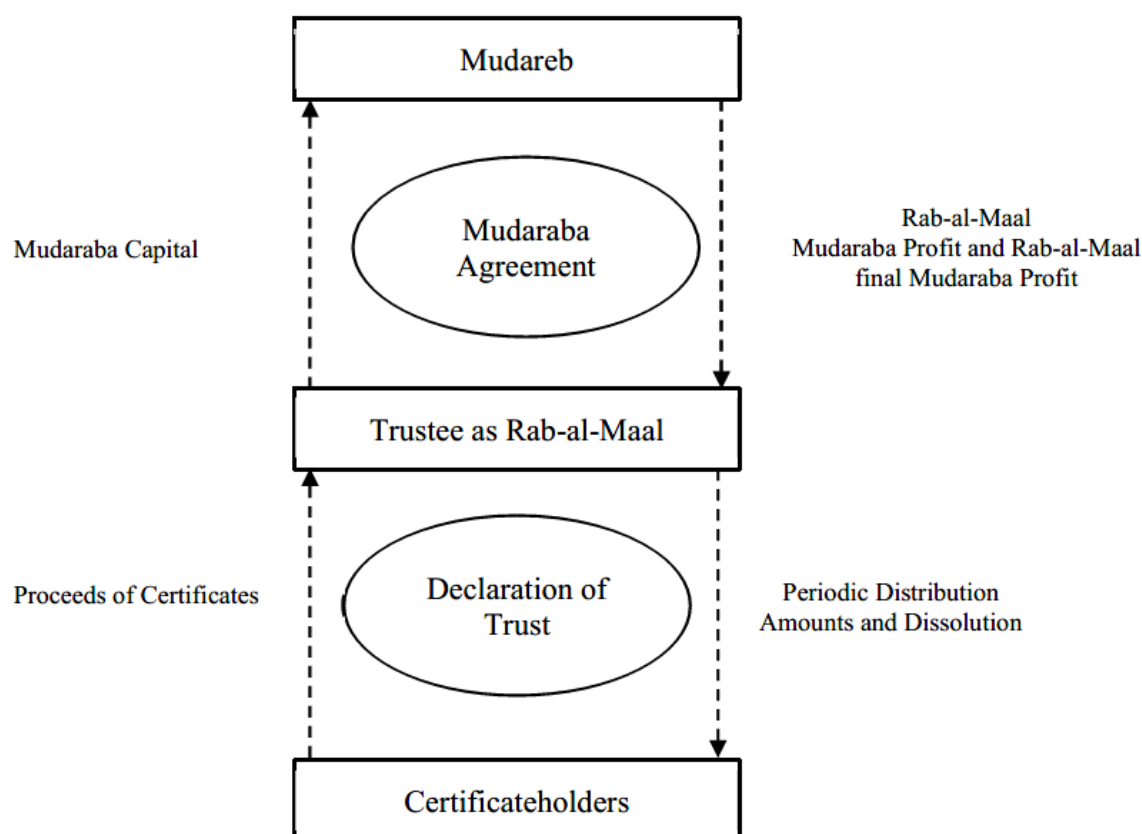 Mudareb
Mudaraba Capital
Mudaraba
Agreement
Rab-al-Maal
Mudaraba Profit and Rab-al-Maal
final Mudaraba Profit
Trustee as Rab-al-Maal
Proceeds of Certificates
Declaration of
Trust
Periodic Distribution
Amounts and Dissolution
Certificateholders